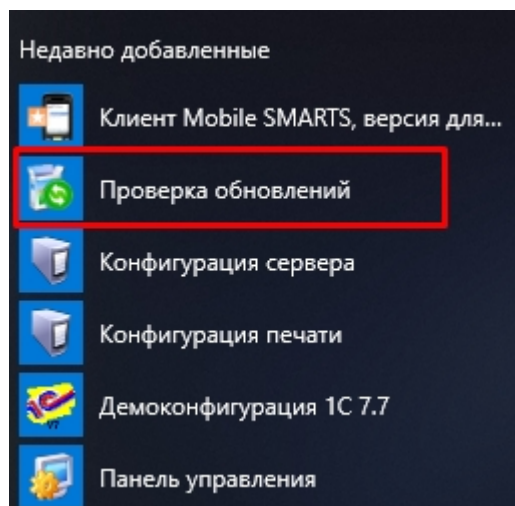 Недавно добавленные
Клиент Mobile SMARTS, версия для...
Проверка обновлений
Конфигурация сервера
Конфигурация печати
Демоконфигурация 1С 7.7
Панель управления